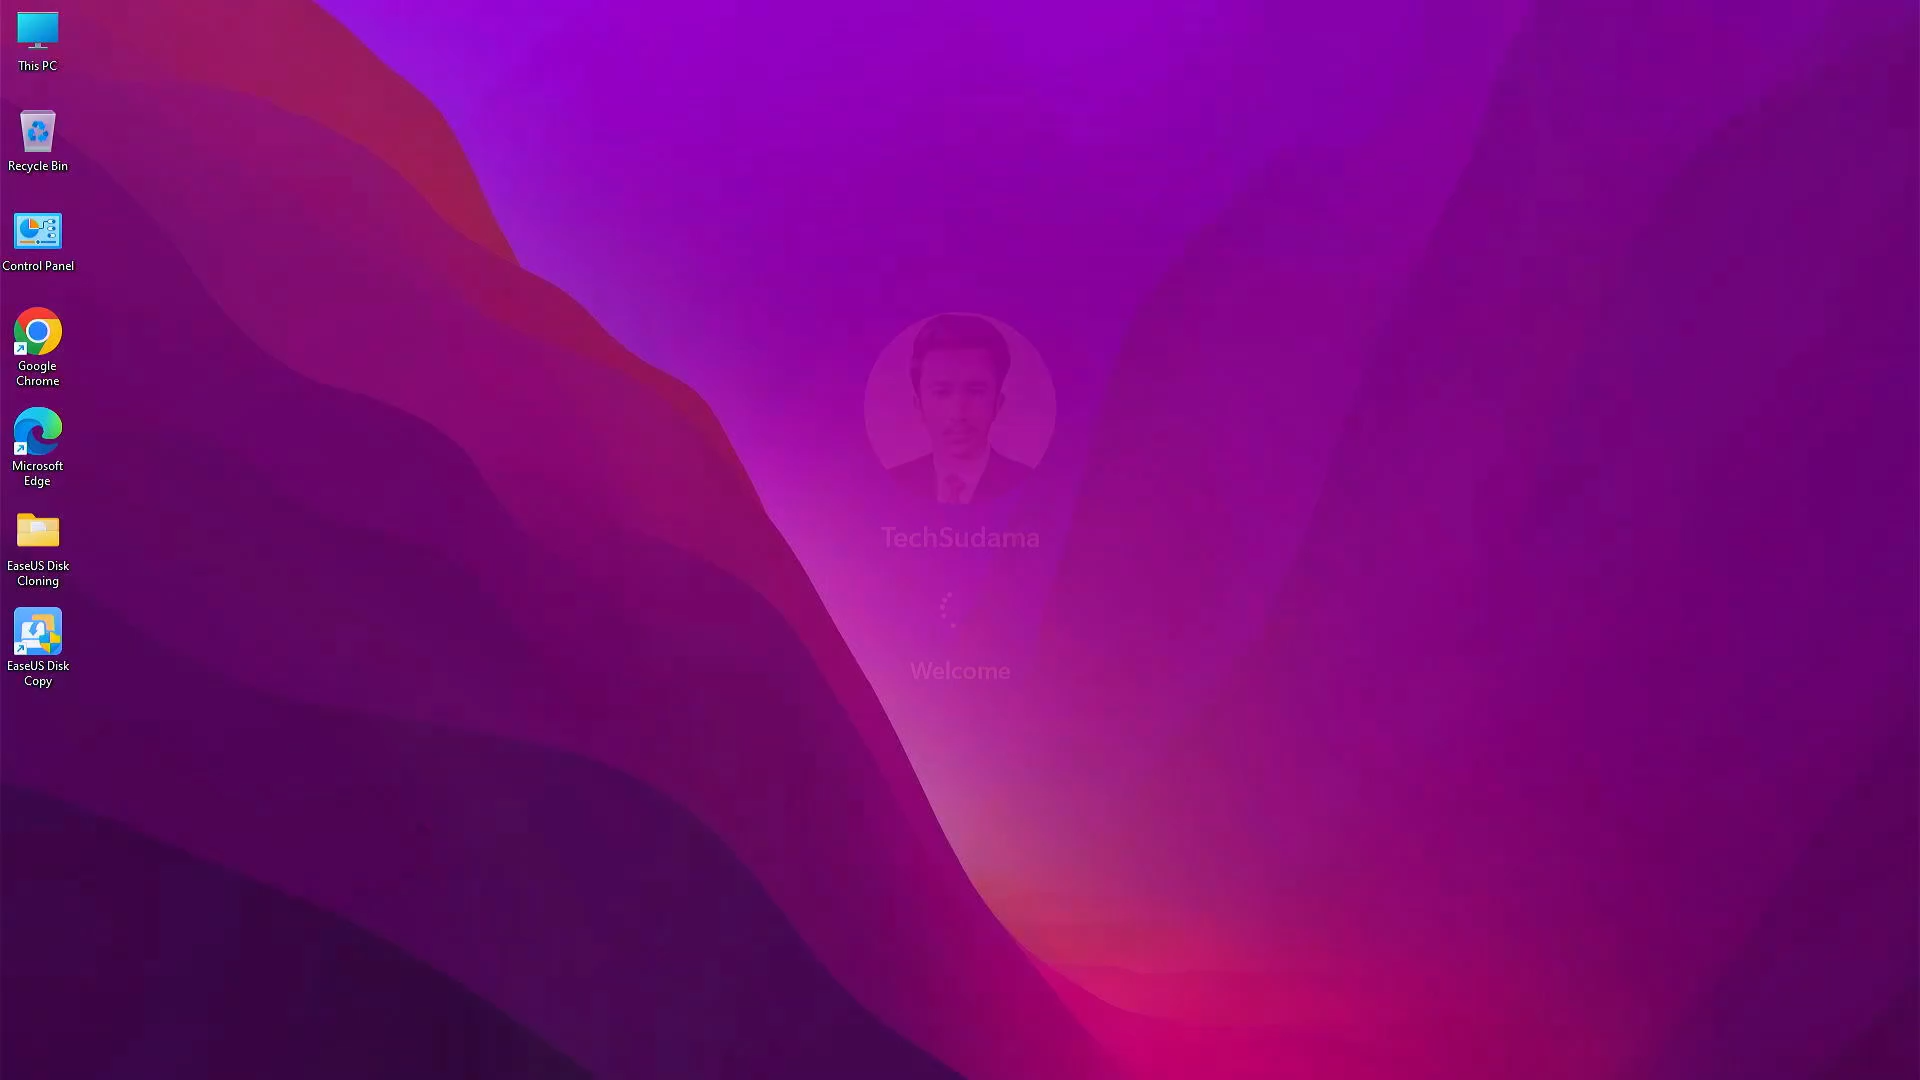 This PC
Recycle Bin
Control Panel
Google
Chrome
Microsoft
Edge
EaseUS Disk
Cloning
EaseUS Disk
Copy
TechSudama
Welcome